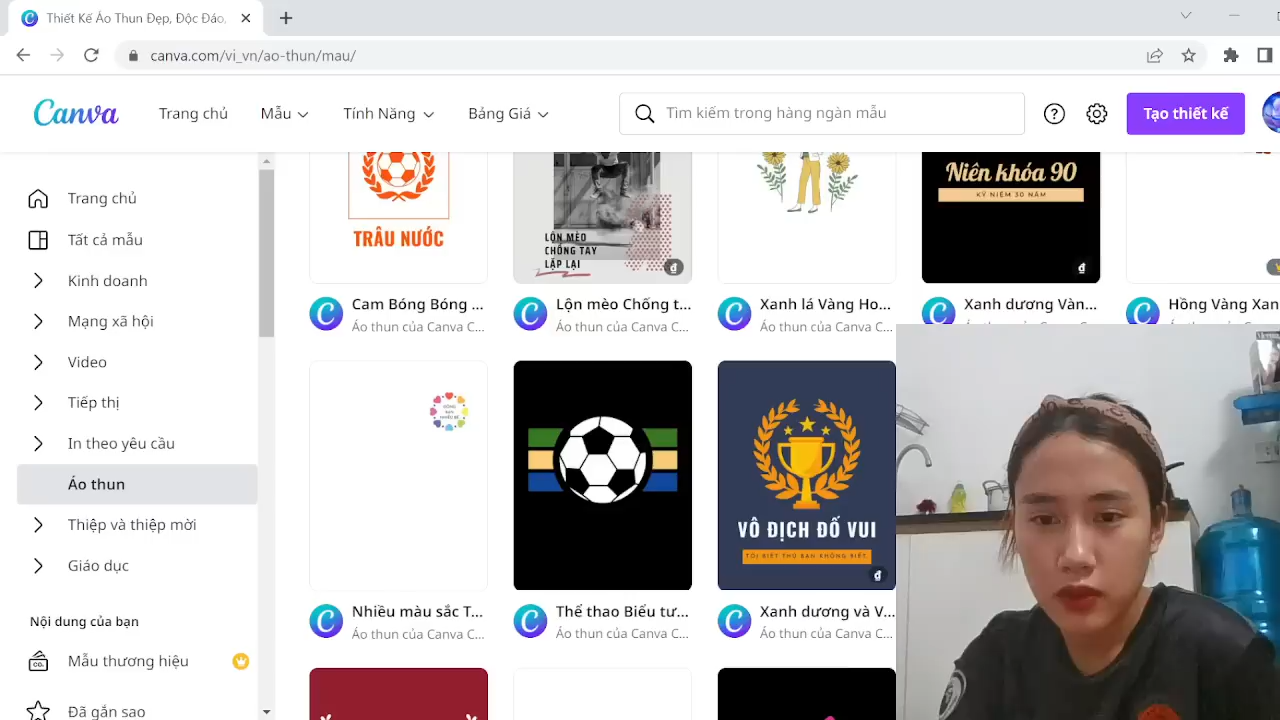 Thiết Kế Áo Thun Đẹp, Độc Đáo,
canva.com/vi_vn/ao-thun/mau/
Canva
Trang chủ
Mẫu
Tính Năng
Bảng Giá
Tìm kiếm trong hàng ngàn mẫu
Tạo thiết kế
Trang chủ
Tất cả mẫu
Kinh doanh
Mạng xã hội
Video
Tiếp thị
In theo yêu cầu
Áo thun
Thiệp và thiệp mời
Giáo dục
Nội dung của bạn
Mẫu thương hiệu
Đã gắn sao
TRÂU NƯỚC
LỘN MÈO
CHỐNG TAY
LẶP LẠI
Niên khóa 90
KỶ NIỆM 30 NĂM
Cam Bóng Bóng ...
Áo thun của Canva C...
Lộn mèo Chống t...
Áo thun của Canva C...
Xanh lá Vàng Ho...
Áo thun của Canva C...
Xanh dương Vàn...
Hồng Vàng Xan
VÔ ĐỊCH ĐỐ VUI
TÔI BIẾT THỨ BẠN KHÔNG BIẾT.
Nhiều màu sắc T...
Áo thun của Canva C...
Thể thao Biểu tư...
Áo thun của Canva C...
Xanh dương và V...
Áo thun của Canva C...